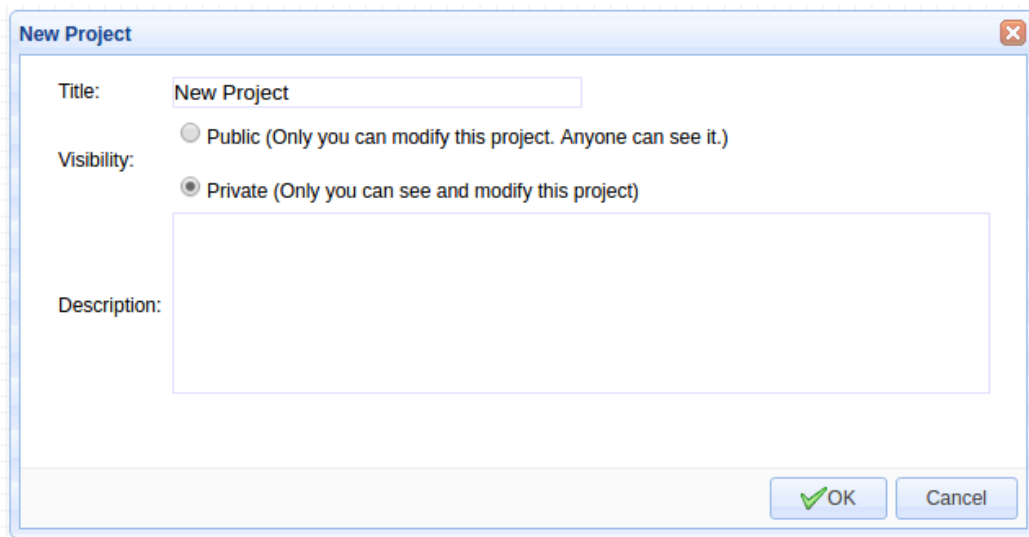 New Project
Title:
New Project
Visibility:
Public (Only you can modify this project. Anyone can see it.)
Private (Only you can see and modify this project)
Description:
OK
Cancel